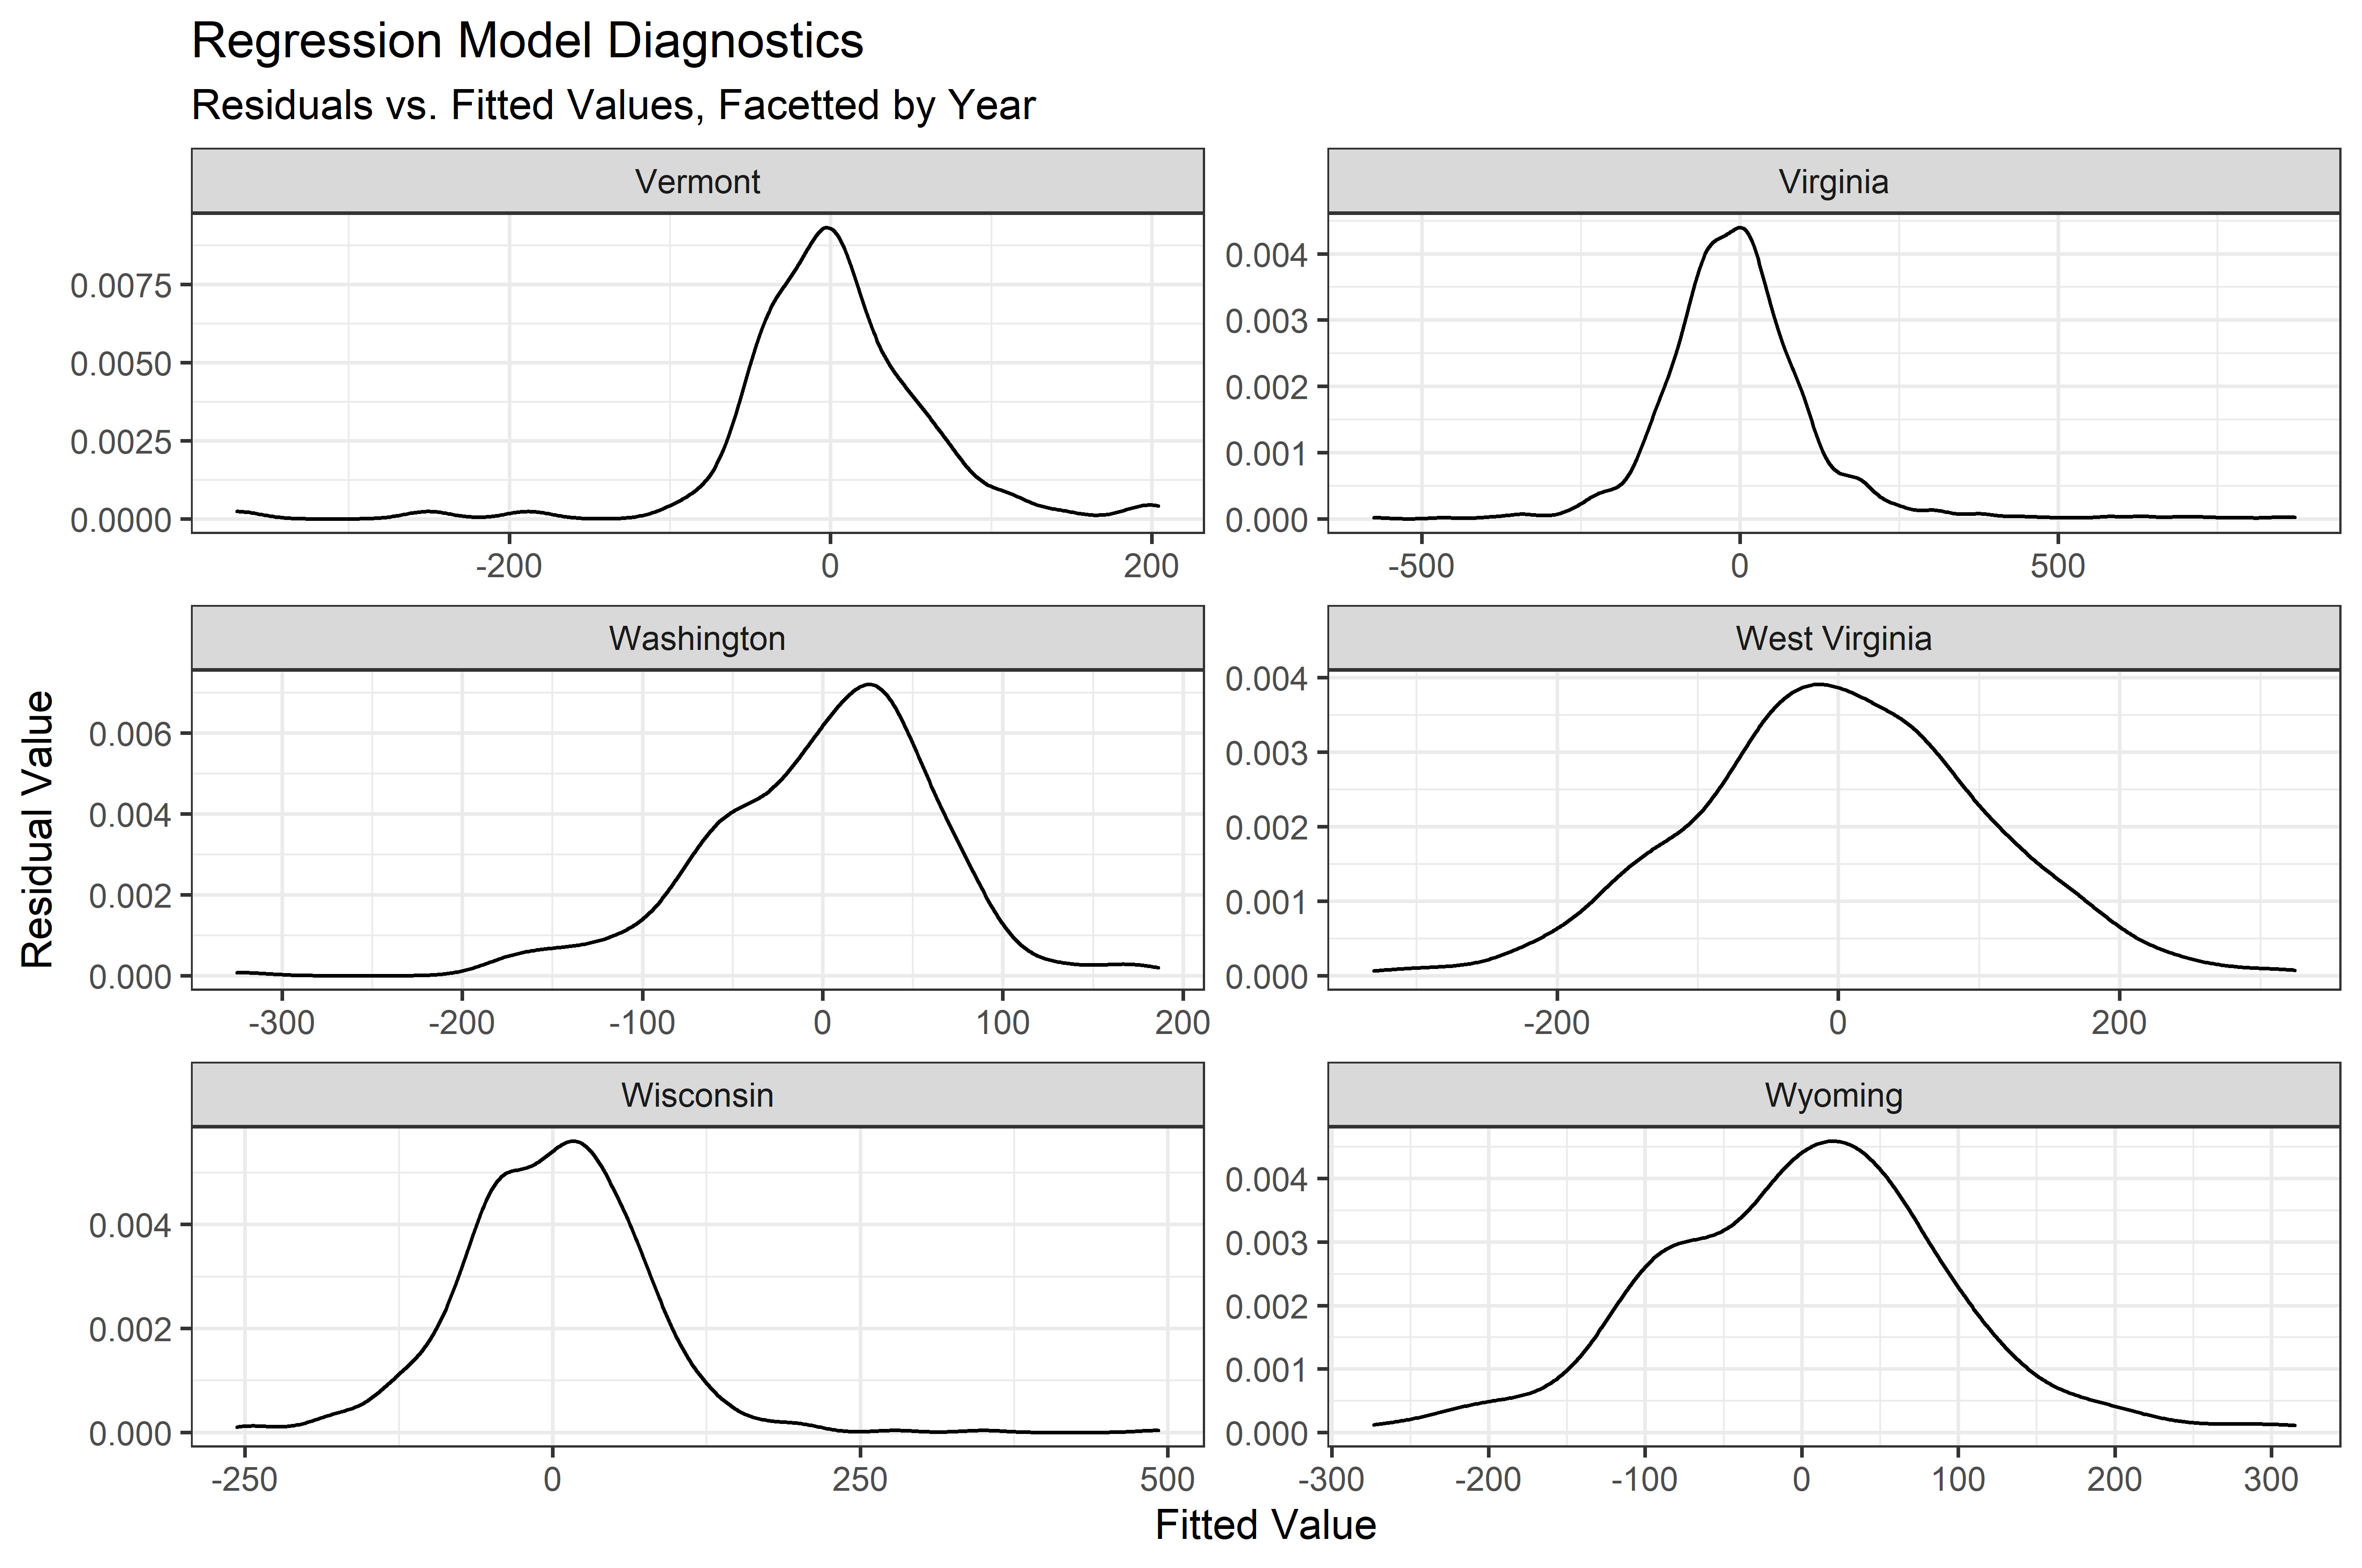 Regression Model Diagnostics
Residuals vs. Fitted Values, Facetted by Year
Vermont
0.0075
0.0050
0.0025
0.0000
-200 0 200
Virginia
0.004
0.003
0.002
0.001
0.000
-500 0 500
Residual Value
Washington
0.006
0.004
0.002
0.000
-300 -200 -100 0 100 200
West Virginia
0.004
0.003
0.002
0.001
0.000
-200 0 200
Wisconsin
0.004
0.002
0.000
-250 0 250 500
Wyoming
0.004
0.003
0.002
0.001
0.000
-300 -200 -100 0 100 200 300
Fitted Value